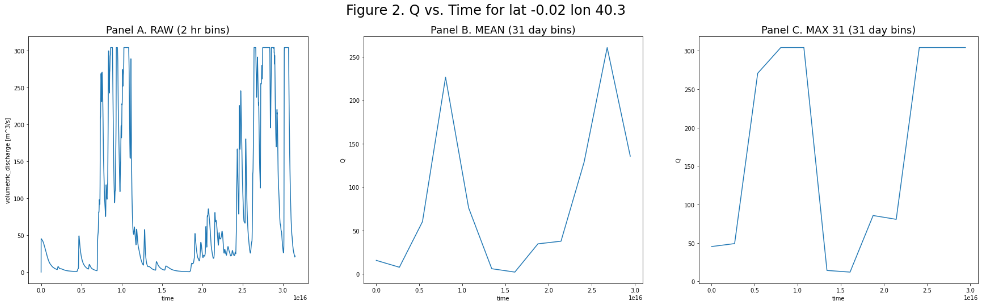 Figure 2. Q vs. Time for lat -0.02 lon 40.3
Panel A. RAW (2 hr bins)
volumetric_discharge [m^3/s]
300
250
200
150
100
50
0
0.0 0.5 1.0 1.5 2.0 2.5 3.0
time
1e16
Panel B. MEAN (31 day bins)
Q
250
200
150
100
50
0
0.0 0.5 1.0 1.5 2.0 2.5 3.0
time
1e16
Panel C. MAX 31 (31 day bins)
Q
300
250
200
150
100
50
0
0.0 0.5 1.0 1.5 2.0 2.5 3.0
time
1e16